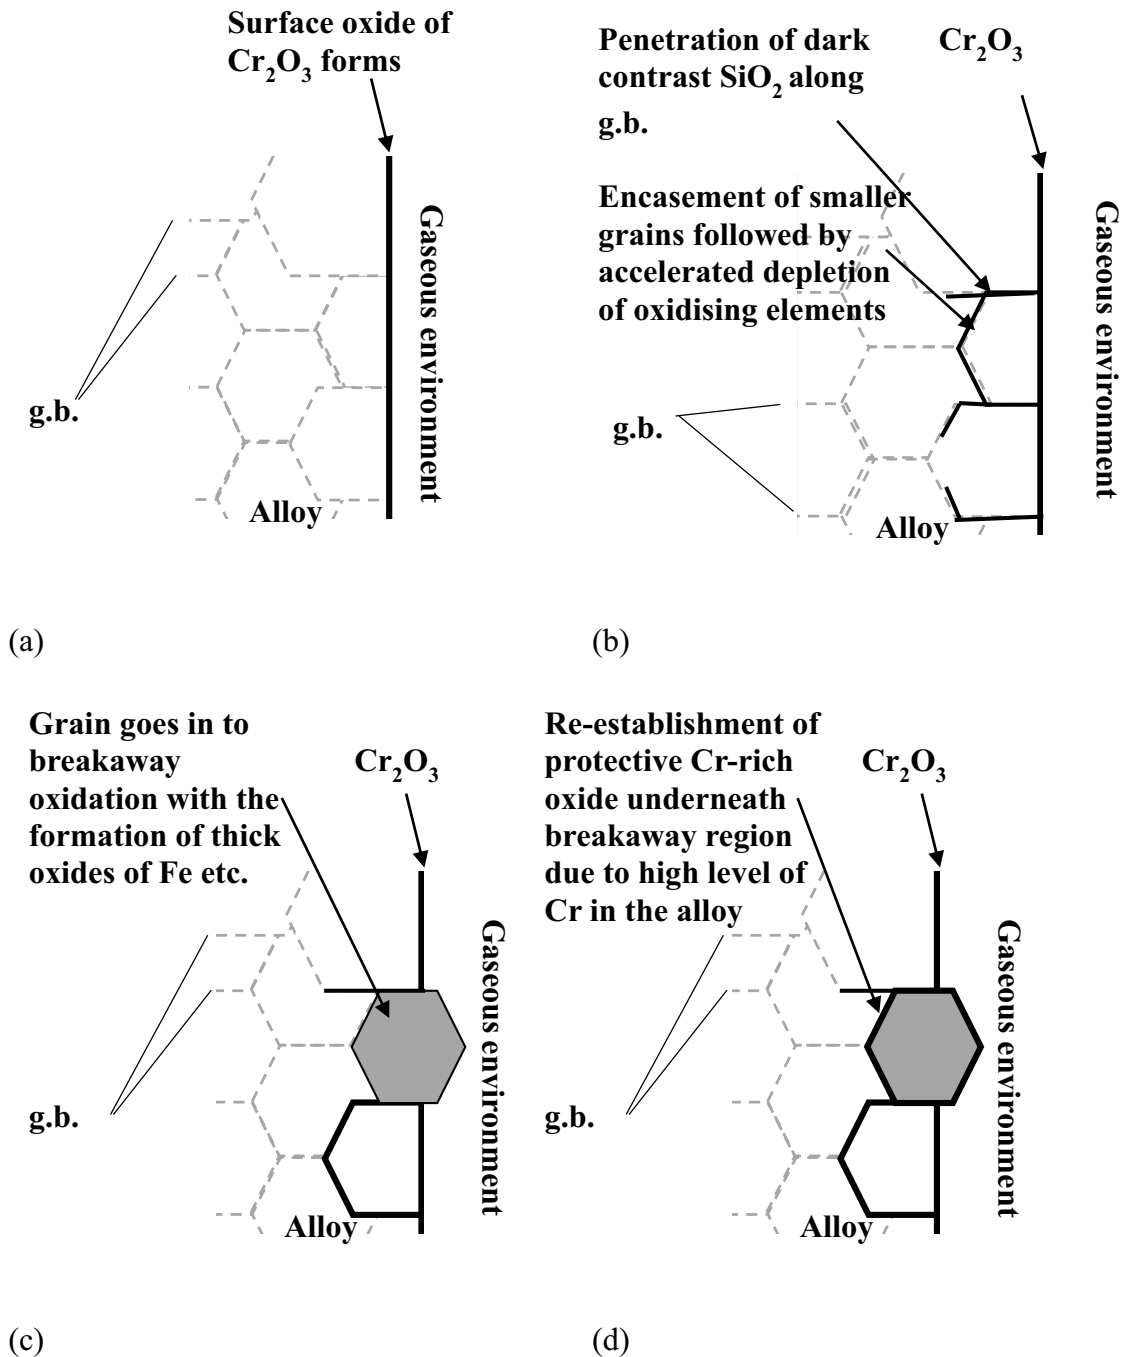 Surface oxide of
Cr₂O₃ forms
Gaseous environment
g.b.
Alloy
(a)
Penetration of dark
contrast SiO₂ along
g.b.
Cr₂O₃
Encasement of smaller
grains followed by
accelerated depletion
of oxidising elements
Gaseous environment
g.b.
Alloy
(b)
Grain goes in to
breakaway
oxidation with the
formation of thick
oxides of Fe etc.
Cr₂O₃
Gaseous environment
g.b.
Alloy
(c)
Re-establishment of
protective Cr-rich
oxide underneath
breakaway region
due to high level of
Cr in the alloy
Cr₂O₃
Gaseous environment
g.b.
Alloy
(d)